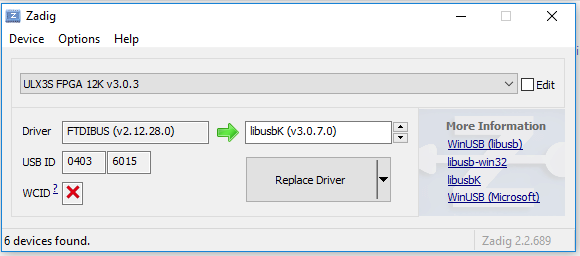 Zadig
Device Options Help
ULX3S FPGA 12K v3.0.3
Edit
Driver FTDIBUS (v2.12.28.0) libusbK (v3.0.7.0)
USB ID 0403 6015
WCID ?
Replace Driver
More Information
WinUSB (libusb)
libusb-win32
libusbK
WinUSB (Microsoft)
6 devices found.
Zadig 2.2.689